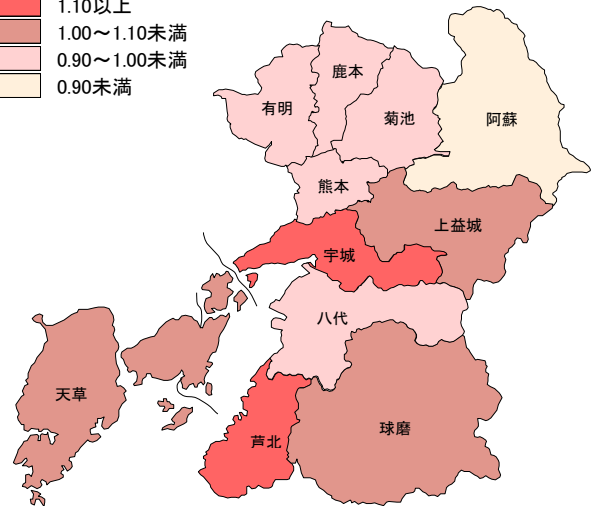 1.10以上
1.00～1.10未満
0.90～1.00未満
0.90未満
鹿本
有明
菊池
阿蘇
熊本
上益城
宇城
八代
天草
球磨
芦北